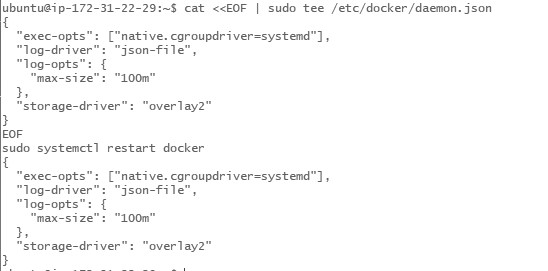 ubuntu@ip-172-31-22-29:~$ cat <<EOF | sudo tee /etc/docker/daemon.json
{
  "exec-opts": ["native.cgroupdriver=systemd"],
  "log-driver": "json-file",
  "log-opts": {
    "max-size": "100m"
  },
  "storage-driver": "overlay2"
}
EOF
sudo systemctl restart docker
{
  "exec-opts": ["native.cgroupdriver=systemd"],
  "log-driver": "json-file",
  "log-opts": {
    "max-size": "100m"
  },
  "storage-driver": "overlay2"
}